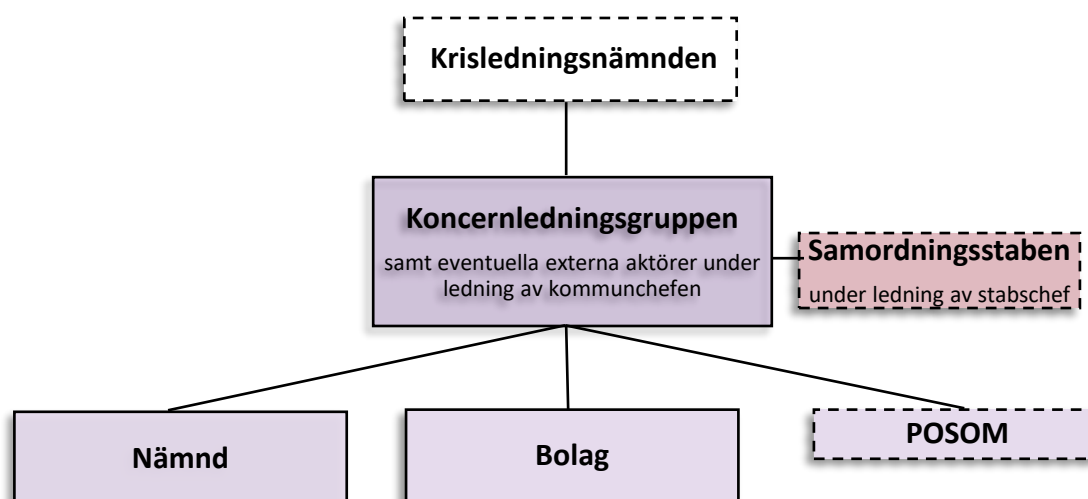 Krisledningsnämnden
Koncernledningsgruppen
samt eventuella externa aktörer under
ledning av kommunchefen
Samordningsstaben
under ledning av stabschef
Nämnd
Bolag
POSOM